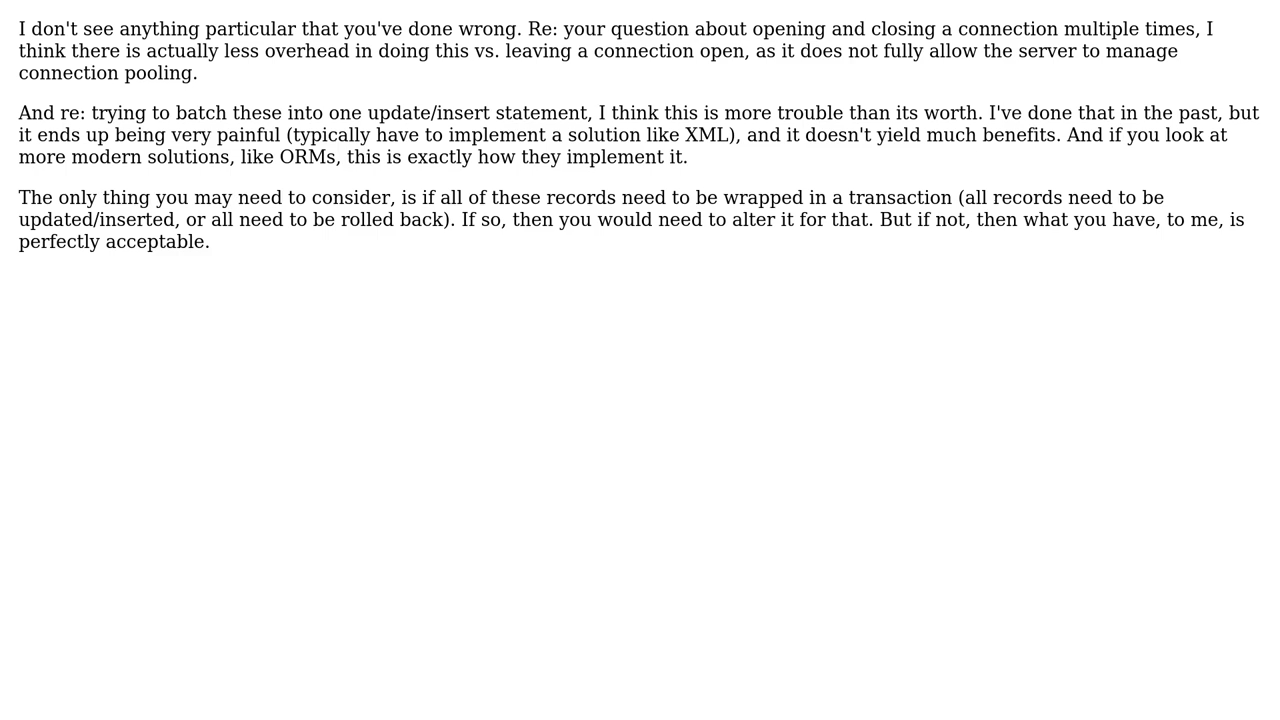 I don't see anything particular that you've done wrong. Re: your question about opening and closing a connection multiple times, I
think there is actually less overhead in doing this vs. leaving a connection open, as it does not fully allow the server to manage
connection pooling.
And re: trying to batch these into one update/insert statement, I think this is more trouble than its worth. I've done that in the past, but
it ends up being very painful (typically have to implement a solution like XML), and it doesn't yield much benefits. And if you look at
more modern solutions, like ORMs, this is exactly how they implement it.
The only thing you may need to consider, is if all of these records need to be wrapped in a transaction (all records need to be
updated/inserted, or all need to be rolled back). If so, then you would need to alter it for that. But if not, then what you have, to me, is
perfectly acceptable.